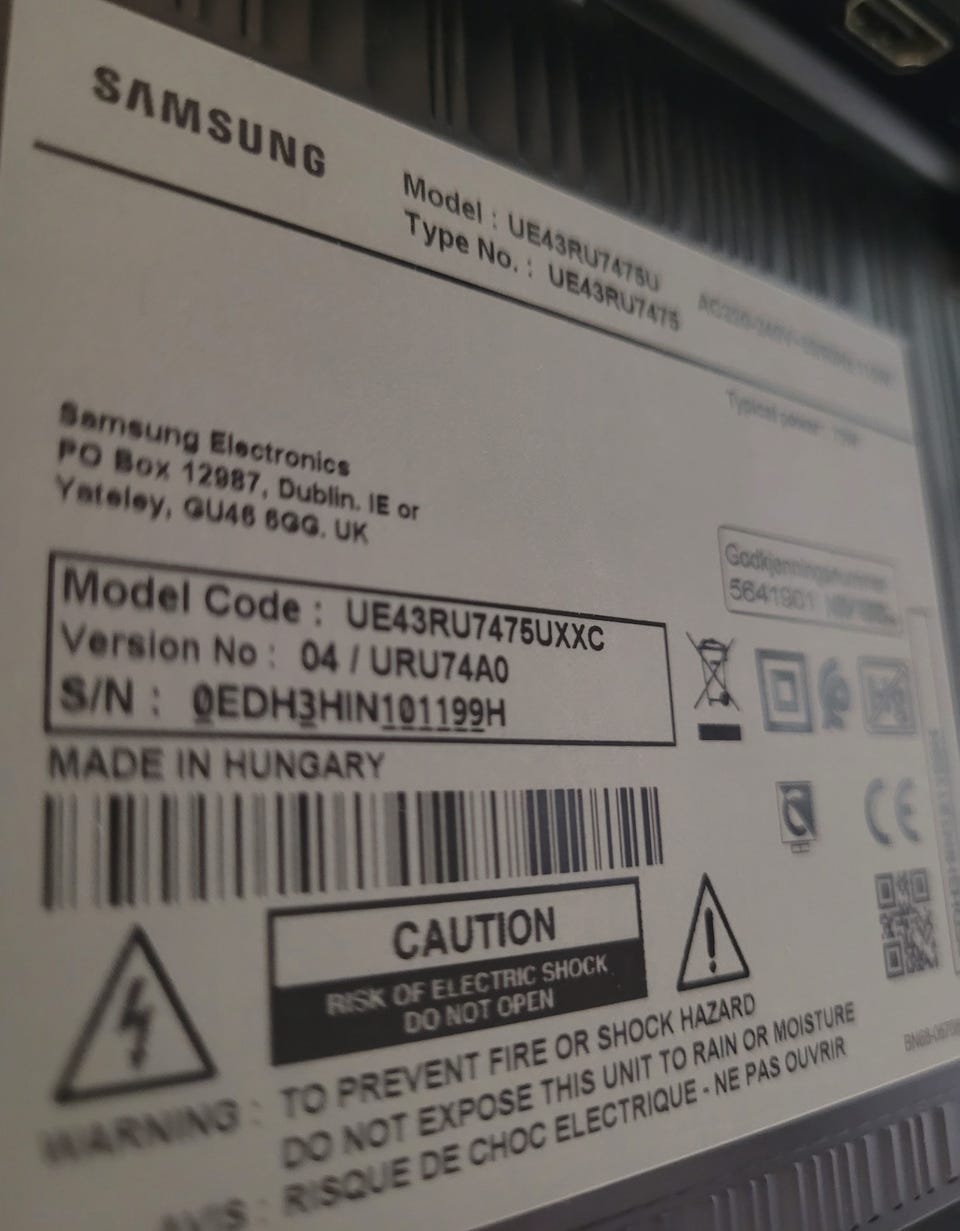 SAMSUNG
Model : UE43RU7475U
Type No. : UE43RU7475
Typical power :
Samsung Electronics
PO Box 12987, Dublin. IE or
Yateley, GU46 6GG. UK
Godkjenningsnummer
5641901
Model Code : UE43RU7475UXXC
Version No : 04 / URU74A0
S/N : 0EDH3HIN101199H
MADE IN HUNGARY
CE
CAUTION
RISK OF ELECTRIC SHOCK
DO NOT OPEN
WARNING : TO PREVENT FIRE OR SHOCK HAZARD
DO NOT EXPOSE THIS UNIT TO RAIN OR MOISTURE
AVIS : RISQUE DE CHOC ELECTRIQUE - NE PAS OUVRIR